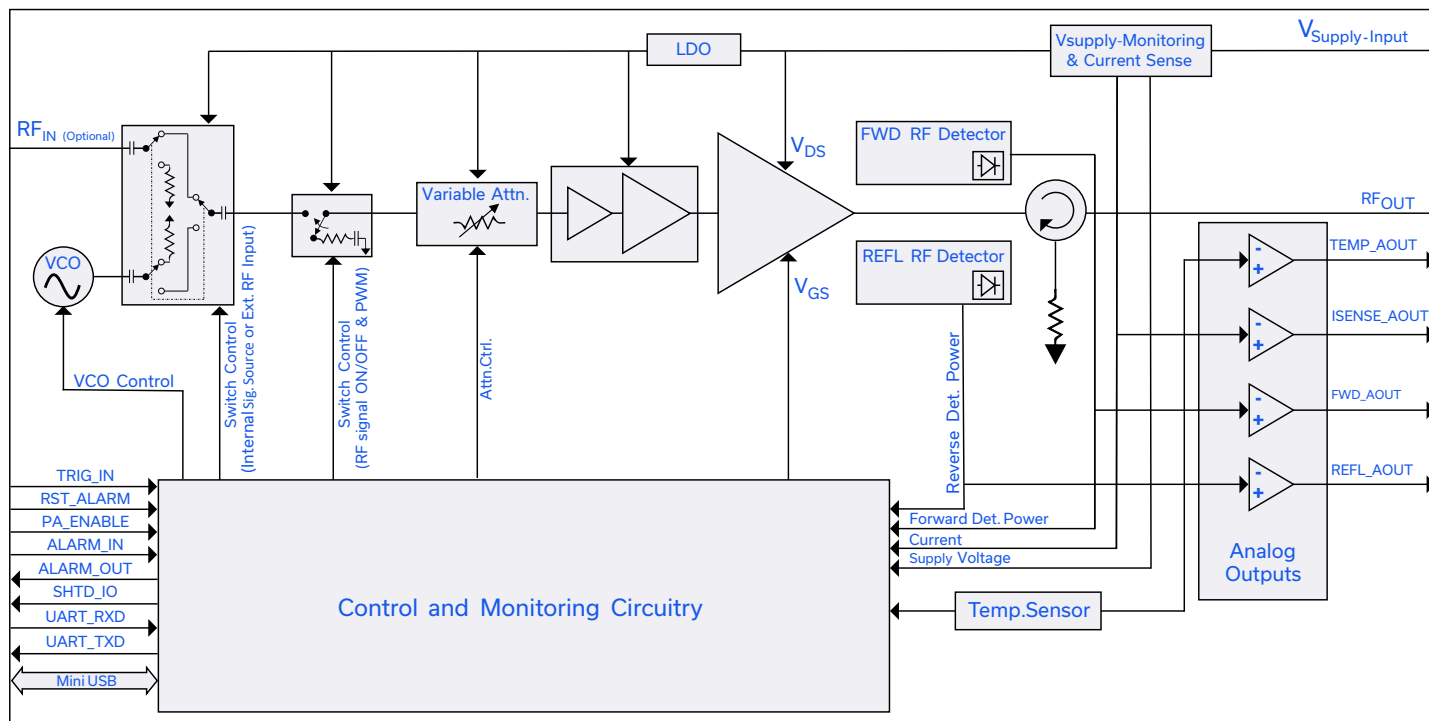 LDO
Vsupply-Monitoring
& Current Sense
VSupply-Input
RFIN (Optional)
VDS
FWD RF Detector
Variable Attn.
RFOUT
VCO
REFL RF Detector
VGS
TEMP_AOUT
ISENSE_AOUT
FWD_AOUT
REFL_AOUT
- +
- +
- +
- +
Analog
Outputs
VCO Control
Switch Control
(Internal Sig. Source or Ext. RF Input)
Switch Control
(RF signal ON/OFF & PWM)
Attn.Ctrl.
Reverse Det. Power
Forward Det. Power
Current
Supply Voltage
Temp.Sensor
TRIG_IN
RST_ALARM
PA_ENABLE
ALARM_IN
ALARM_OUT
SHTD_IO
UART_RXD
UART_TXD
Mini USB
Control and Monitoring Circuitry